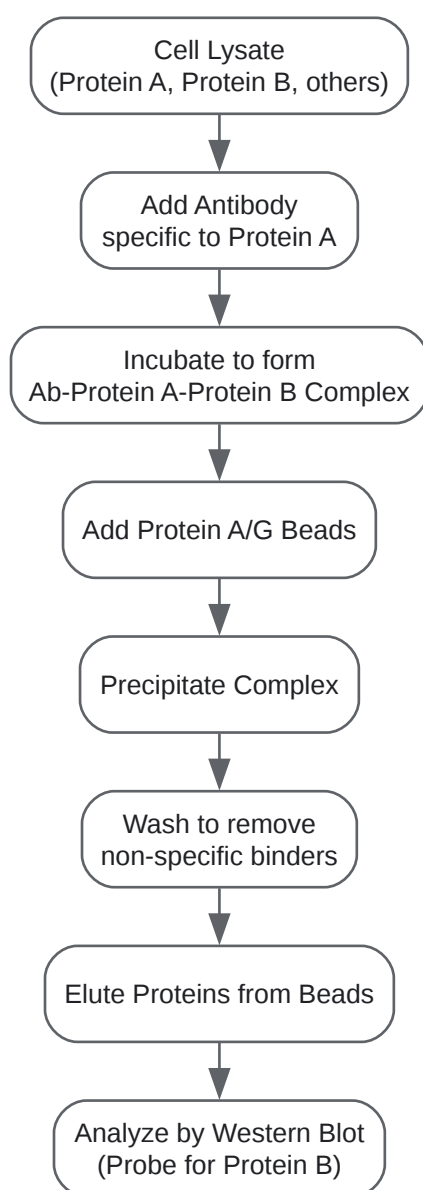 Cell Lysate
(Protein A, Protein B, others)
Add Antibody
specific to Protein A
Incubate to form
Ab-Protein A-Protein B Complex
Add Protein A/G Beads
Precipitate Complex
Wash to remove
non-specific binders
Elute Proteins from Beads
Analyze by Western Blot
(Probe for Protein B)